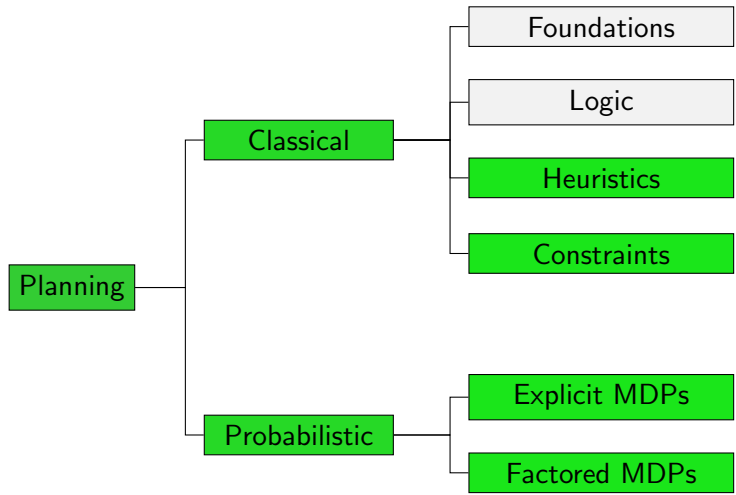 Foundations
Logic
Classical
Heuristics
Constraints
Planning
Explicit MDPs
Probabilistic
Factored MDPs